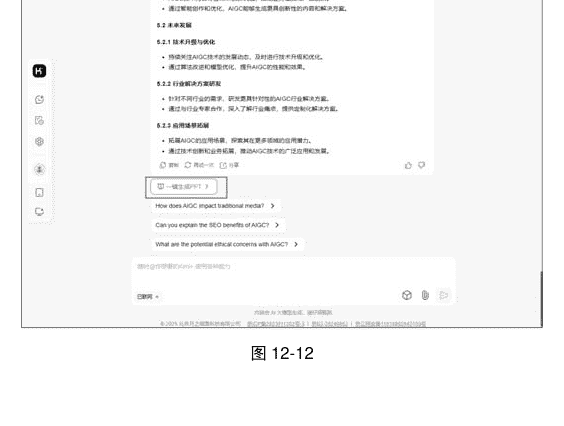 • 通过智能创作和优化，AIGC能够生成更具创新性的内容和解决方案。
5.2 未来发展
5.2.1 技术升级与优化
• 持续关注AIGC技术的发展动态，及时进行技术升级和优化。
• 通过算法改进和模型优化，提升AIGC的性能和效果。
5.2.2 行业解决方案研发
• 针对不同行业的需求，研发更具针对性的AIGC行业解决方案。
• 通过与行业专家合作，深入了解行业需求，提供定制化解决方案。
5.2.3 应用场景拓展
• 拓展AIGC的应用场景，探索其在更多领域的应用潜力。
• 通过技术创新和业务拓展，推动AIGC技术的广泛应用和发展。
复制 再试一次 分享
一键生成PPT
How does AIGC impact traditional media?
Can you explain the SEO benefits of AIGC?
What are the potential ethical concerns with AIGC?
已联网
图 12-12